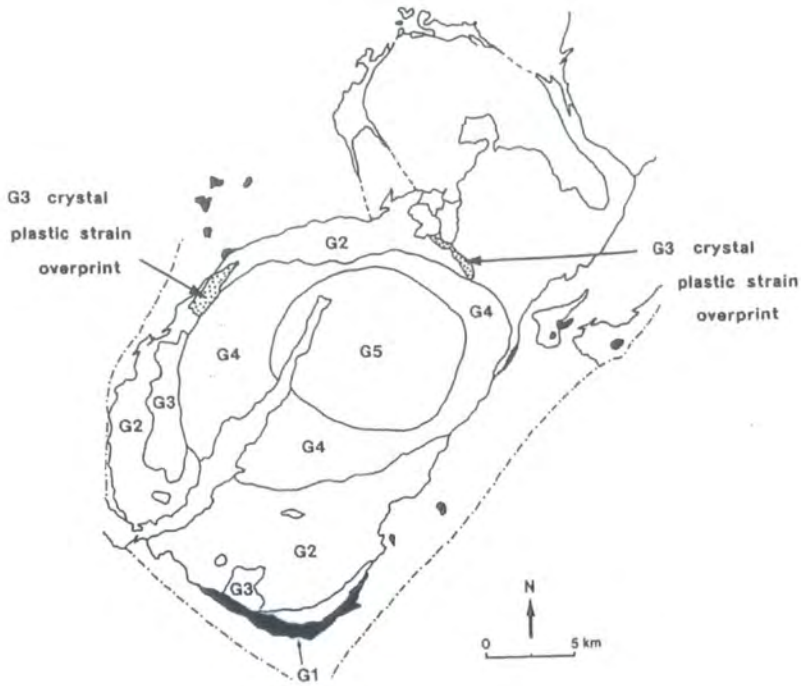 G3 crystal
plastic strain
overprint
G2
G3 crystal
plastic strain
overprint
G4
G4
G5
G3
G2
G4
G2
G3
G1
N
0 5 km